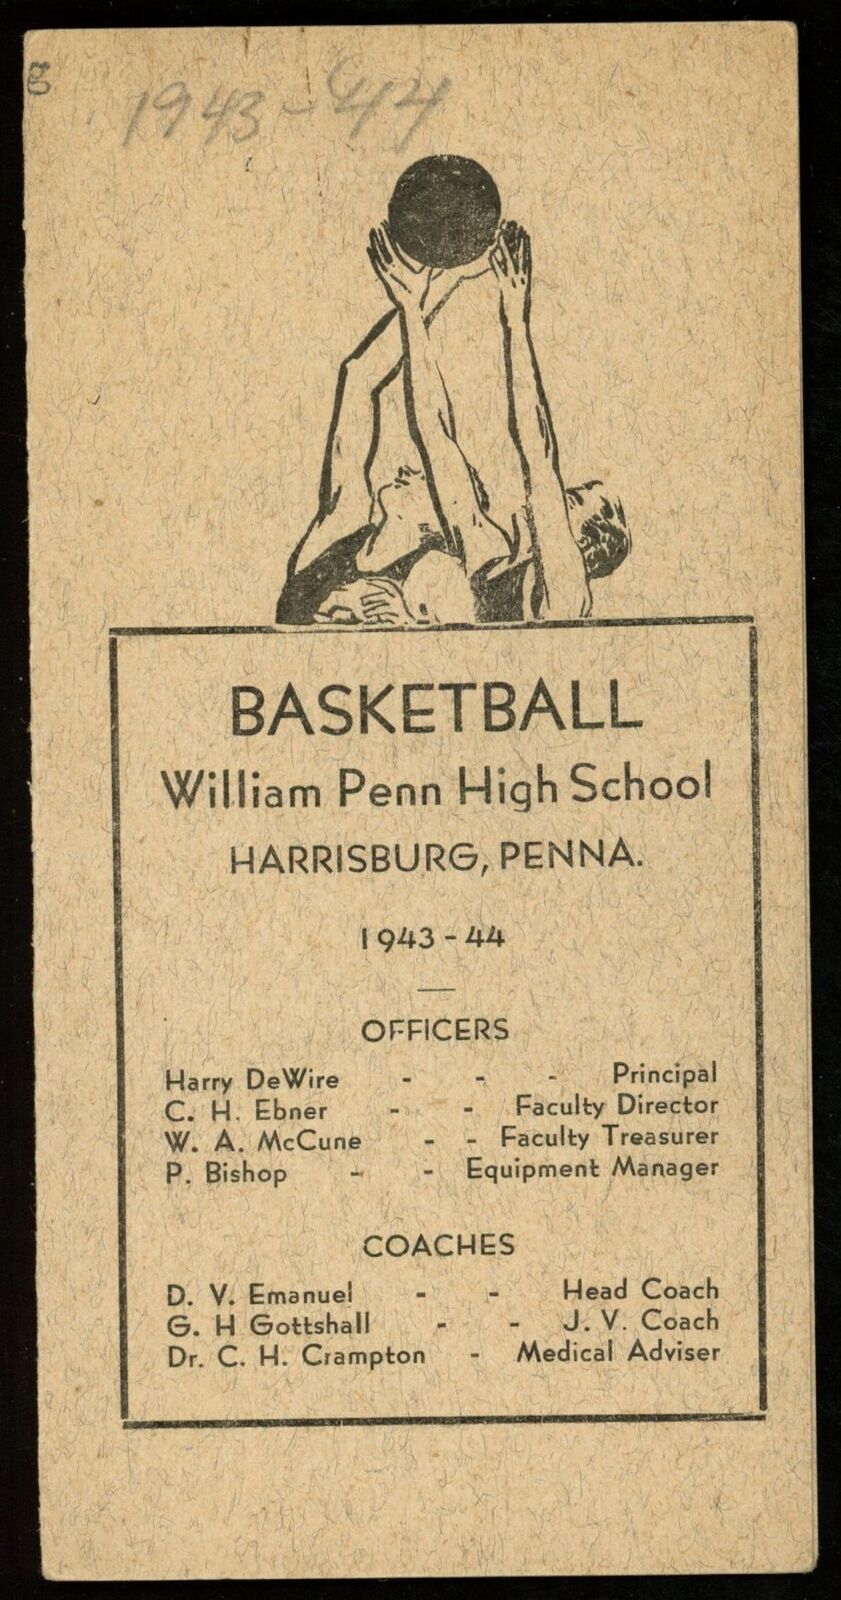 8
1943-44
BASKETBALL
William Penn High School
HARRISBURG, PENNA.
1943-44
OFFICERS
Harry DeWire - - - Principal
C. H. Ebner - - Faculty Director
W. A. McCune - - Faculty Treasurer
P. Bishop - - Equipment Manager
COACHES
D. V. Emanuel - - Head Coach
G. H Gottshall - - J. V. Coach
Dr. C. H. Crampton - Medical Adviser